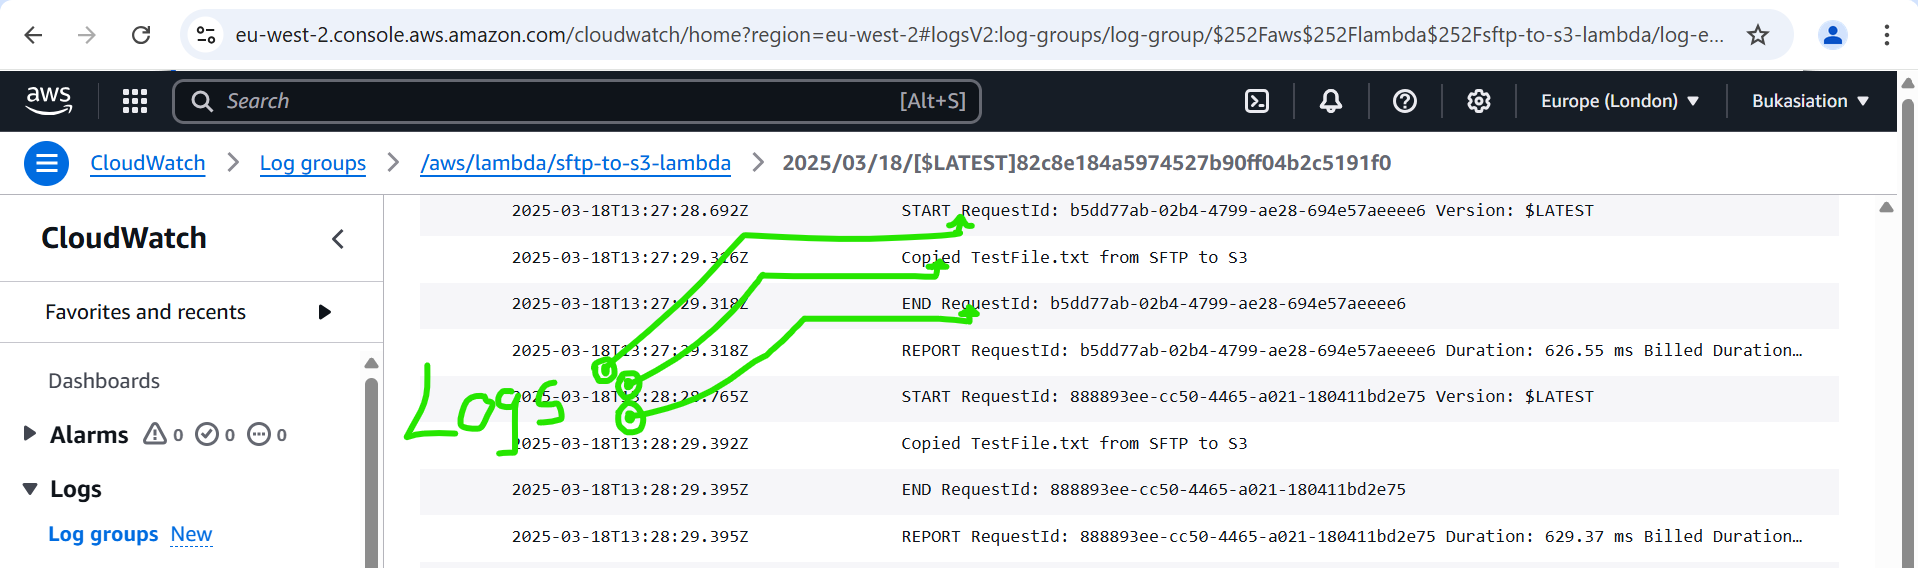 eu-west-2.console.aws.amazon.com/cloudwatch/home?region=eu-west-2#logsV2:log-groups/log-group/$252Faws$252Flambda$252Fsftp-to-s3-lambda/log-e...
aws Search [Alt+S] Europe (London) Bukasiation
CloudWatch > Log groups > /aws/lambda/sftp-to-s3-lambda > 2025/03/18/[$LATEST]82c8e184a5974527b90ff04b2c5191f0
CloudWatch
Favorites and recents
Dashboards
Alarms 0 0 0
Logs
Log groups New
2025-03-18T13:27:28.692Z START RequestId: b5dd77ab-02b4-4799-ae28-694e57aeeee6 Version: $LATEST
2025-03-18T13:27:29.316Z Copied TestFile.txt from SFTP to S3
2025-03-18T13:27:29.318Z END RequestId: b5dd77ab-02b4-4799-ae28-694e57aeeee6
2025-03-18T13:27:29.318Z REPORT RequestId: b5dd77ab-02b4-4799-ae28-694e57aeeee6 Duration: 626.55 ms Billed Duration…
2025-03-18T13:28:28.765Z START RequestId: 888893ee-cc50-4465-a021-180411bd2e75 Version: $LATEST
2025-03-18T13:28:29.392Z Copied TestFile.txt from SFTP to S3
2025-03-18T13:28:29.395Z END RequestId: 888893ee-cc50-4465-a021-180411bd2e75
2025-03-18T13:28:29.395Z REPORT RequestId: 888893ee-cc50-4465-a021-180411bd2e75 Duration: 629.37 ms Billed Duration…
Logs